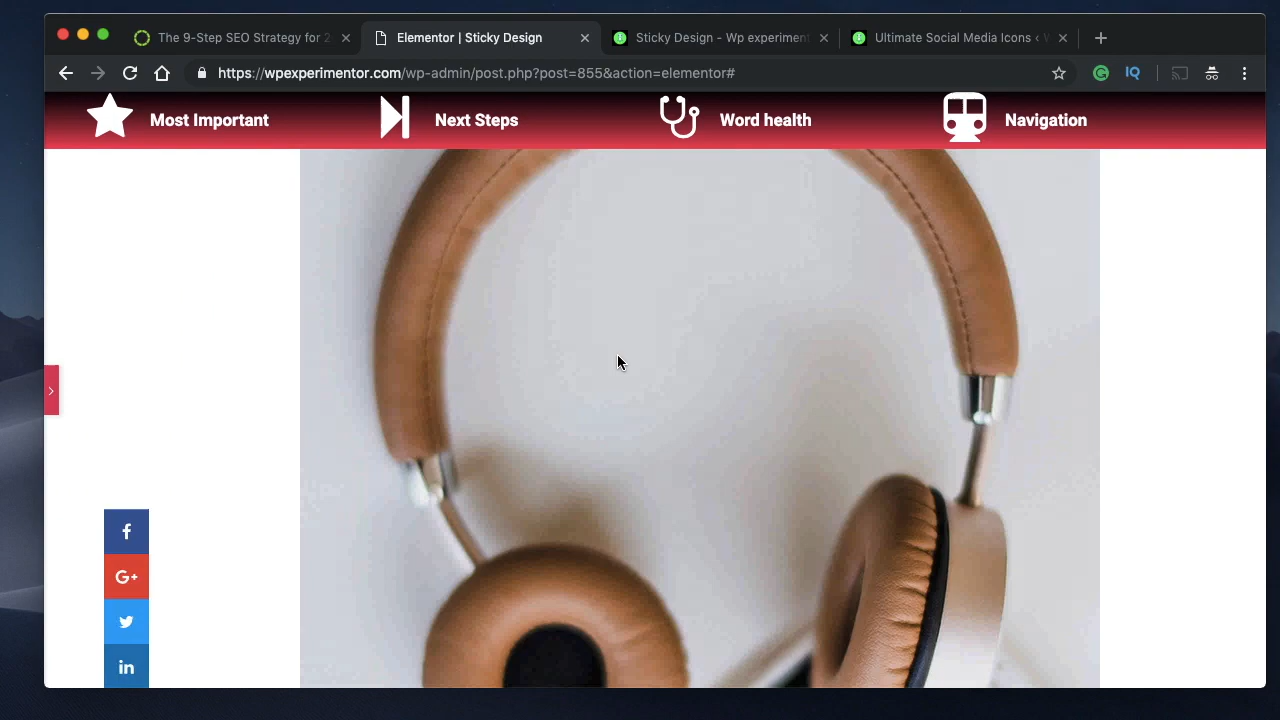 The 9-Step SEO Strategy for 2
Elementor | Sticky Design
Sticky Design - Wp experiment
Ultimate Social Media Icons ‹
https://wpexperimentor.com/wp-admin/post.php?post=855&action=elementor#
IQ
Most Important
Next Steps
Word health
Navigation
f
G+
in